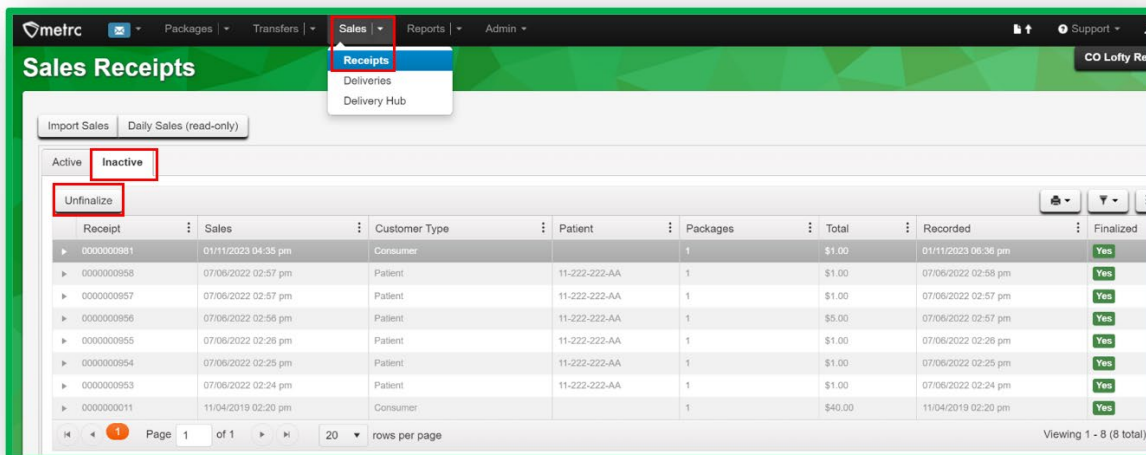 metrc Packages Transfers Sales Reports Admin Support
Sales Receipts CO Lofty Re
Receipts
Deliveries
Delivery Hub
Import Sales Daily Sales (read-only)
Active Inactive
Unfinalize
Receipt Sales Customer Type Patient Packages Total Recorded Finalized
0000000981 01/11/2023 04:35 pm Consumer 1 $1.00 01/11/2023 06:36 pm Yes
0000000958 07/06/2022 02:57 pm Patient 11-222-222-AA 1 $1.00 07/06/2022 02:58 pm Yes
0000000957 07/06/2022 02:57 pm Patient 11-222-222-AA 1 $1.00 07/06/2022 02:57 pm Yes
0000000956 07/06/2022 02:56 pm Patient 11-222-222-AA 1 $5.00 07/06/2022 02:57 pm Yes
0000000955 07/06/2022 02:26 pm Patient 11-222-222-AA 1 $1.00 07/06/2022 02:26 pm Yes
0000000954 07/06/2022 02:25 pm Patient 11-222-222-AA 1 $1.00 07/06/2022 02:25 pm Yes
0000000953 07/06/2022 02:24 pm Patient 11-222-222-AA 1 $1.00 07/06/2022 02:24 pm Yes
0000000011 11/04/2019 02:20 pm Consumer 1 $40.00 11/04/2019 02:20 pm Yes
1 Page 1 of 1 20 rows per page Viewing 1 - 8 (8 total)